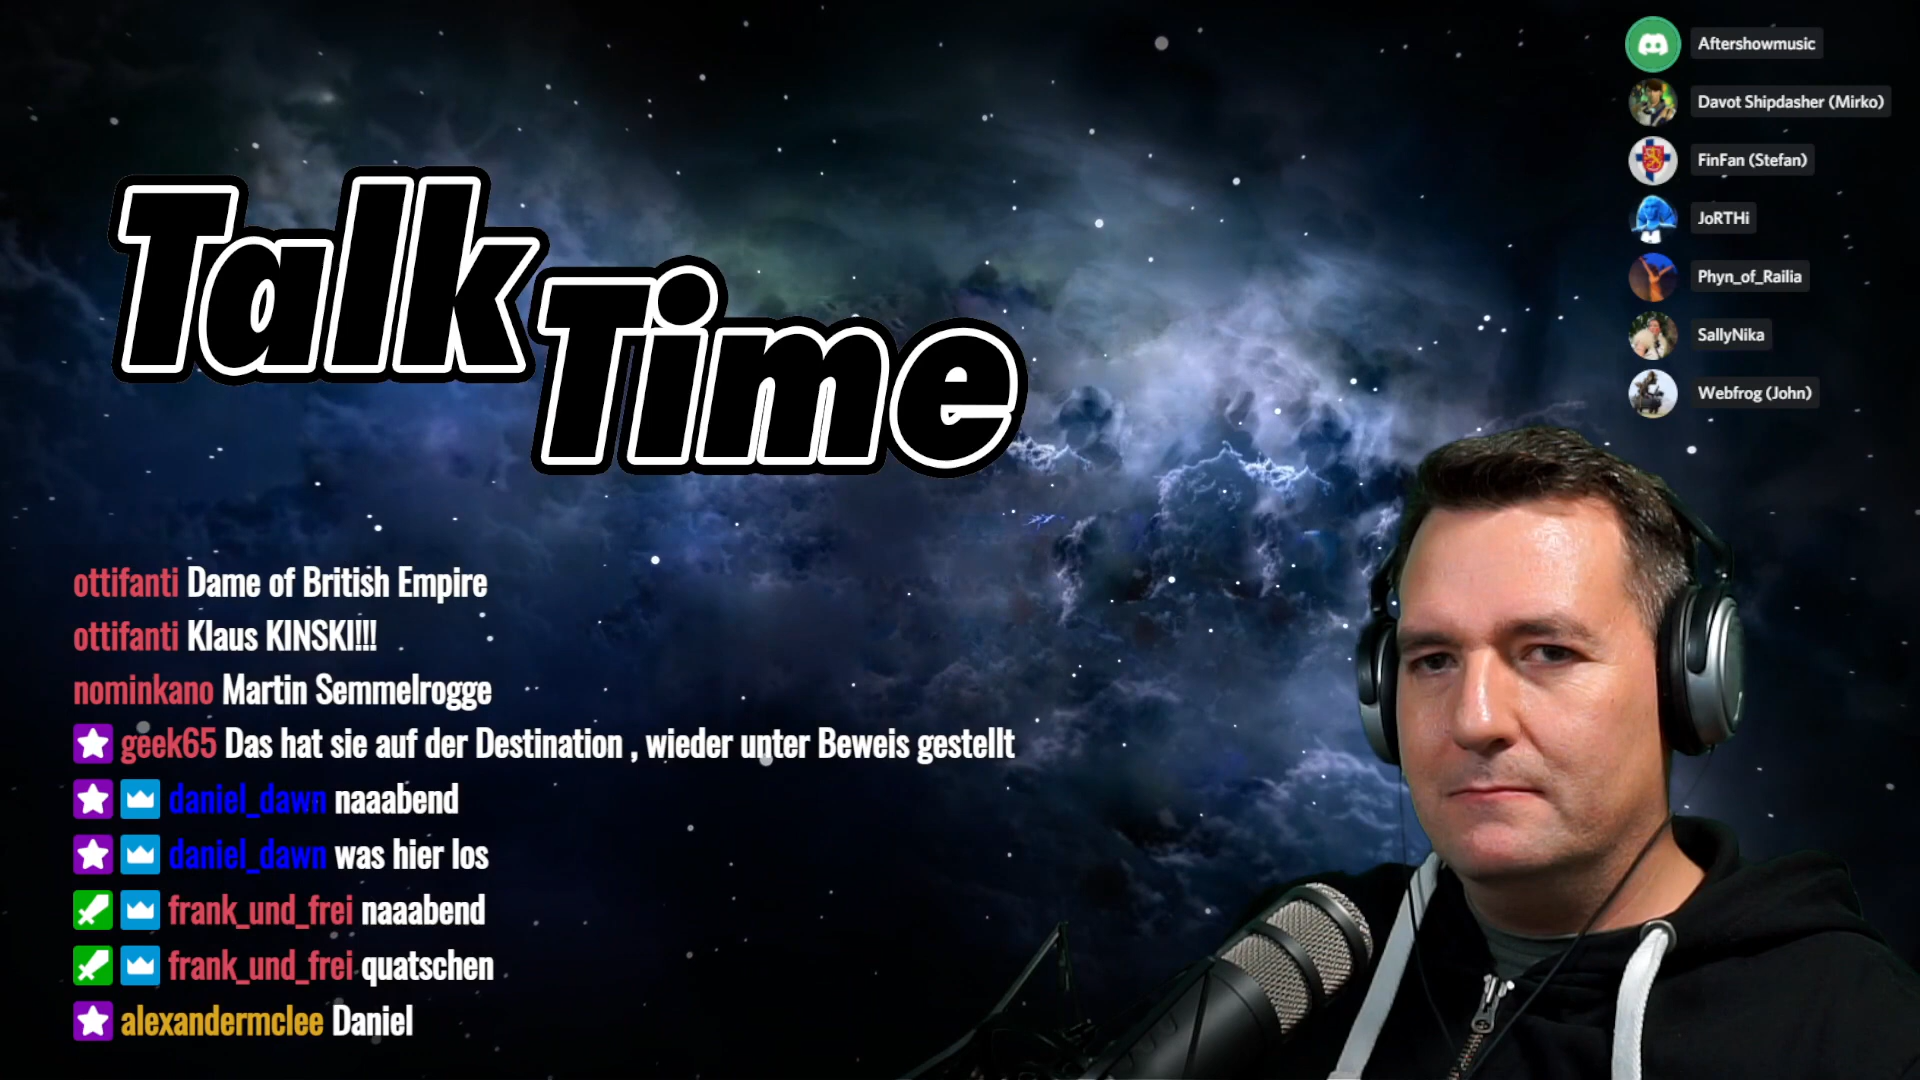 Talk
Time
Aftershowmusic
Davot Shipdasher (Mirko)
FinFan (Stefan)
JoRTHi
Phyn_of_Railia
SallyNika
Webfrog (John)
ottifanti Dame of British Empire
ottifanti Klaus KINSKI!!!
nominkano Martin Semmelrogge
geek65 Das hat sie auf der Destination , wieder unter Beweis gestellt
daniel_dawn naaabend
daniel_dawn was hier los
frank_und_frei naaabend
frank_und_frei quatschen
alexandermclee Daniel